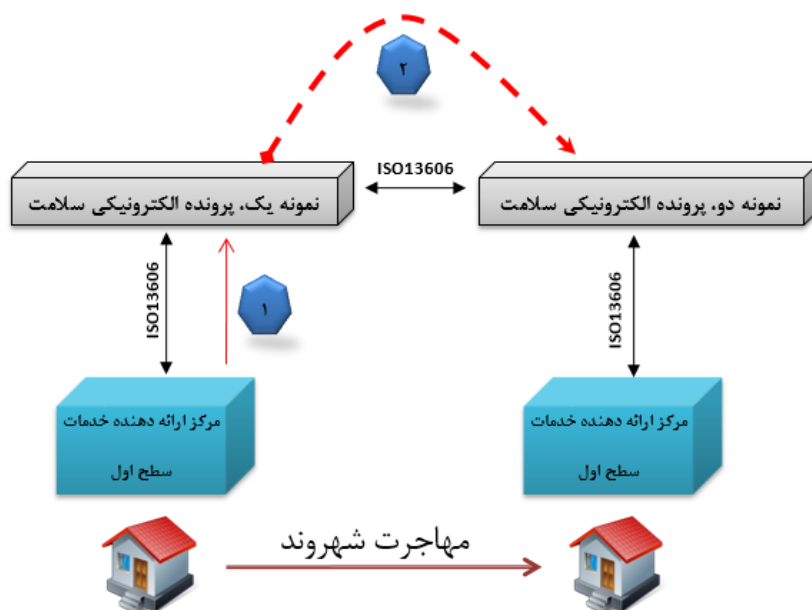 ۲
ISO13606
نمونه یک، پرونده الکترونیکی سلامت
نمونه دو، پرونده الکترونیکی سلامت
ISO13606
۱
ISO13606
مرکز ارائه دهنده خدمات
سطح اول
مرکز ارائه دهنده خدمات
سطح اول
مهاجرت شهروند